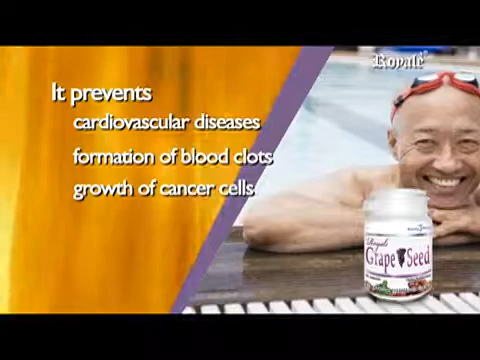 Royale®
It prevents
cardiovascular diseases
formation of blood clots
growth of cancer cells
Royale
Grape Seed